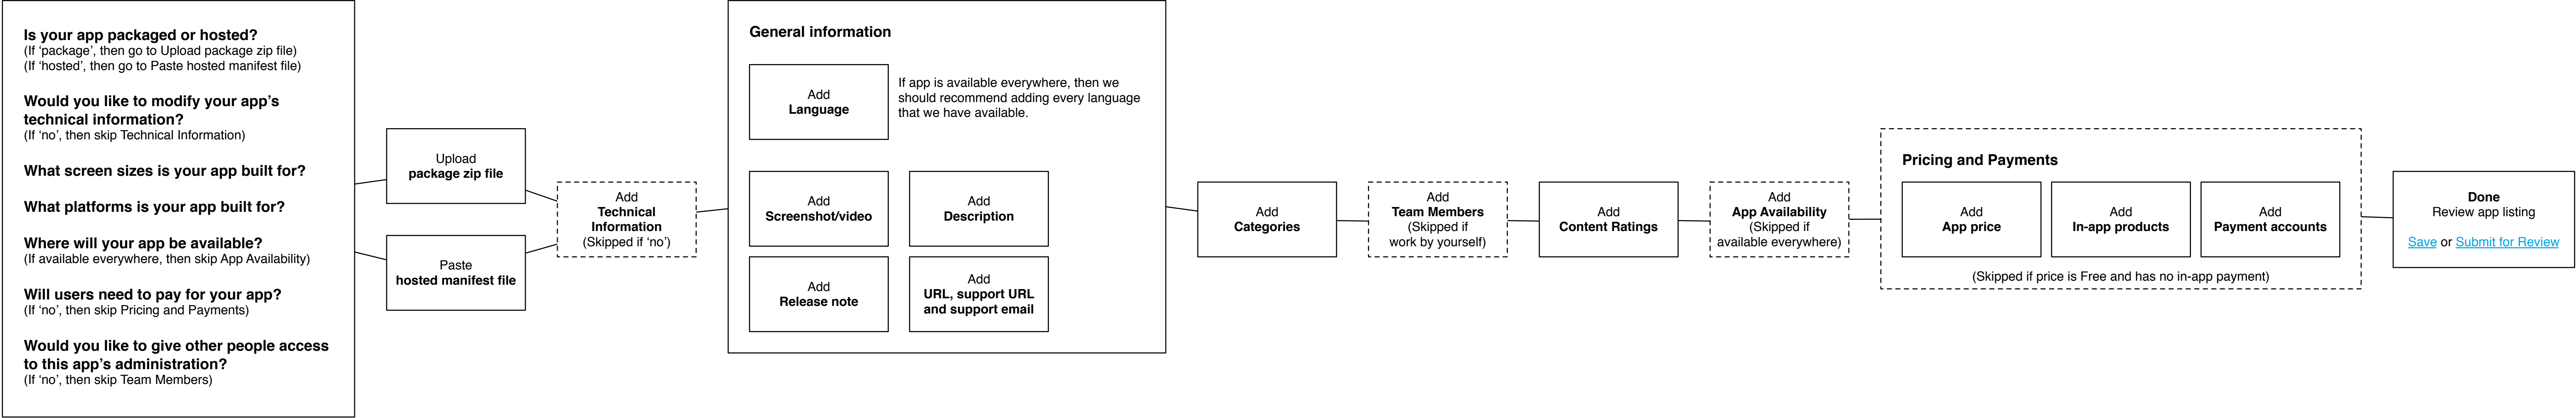 Is your app packaged or hosted?
(If ‘package’, then go to Upload package zip file)
(If ‘hosted’, then go to Paste hosted manifest file)
Would you like to modify your app’s
technical information?
(If ‘no’, then skip Technical Information)
What screen sizes is your app built for?
What platforms is your app built for?
Where will your app be available?
(If available everywhere, then skip App Availability)
Will users need to pay for your app?
(If ‘no’, then skip Pricing and Payments)
Would you like to give other people access
to this app’s administration?
(If ‘no’, then skip Team Members)
Upload
package zip file
Paste
hosted manifest file
Add
Technical
Information
(Skipped if ‘no’)
General information
Add
Language
If app is available everywhere, then we
should recommend adding every language
that we have available.
Add
Screenshot/video
Add
Description
Add
Release note
Add
URL, support URL
and support email
Add
Categories
Add
Team Members
(Skipped if
work by yourself)
Add
Content Ratings
Add
App Availability
(Skipped if
available everywhere)
Pricing and Payments
Add
App price
Add
In-app products
Add
Payment accounts
(Skipped if price is Free and has no in-app payment)
Done
Review app listing
Save or Submit for Review